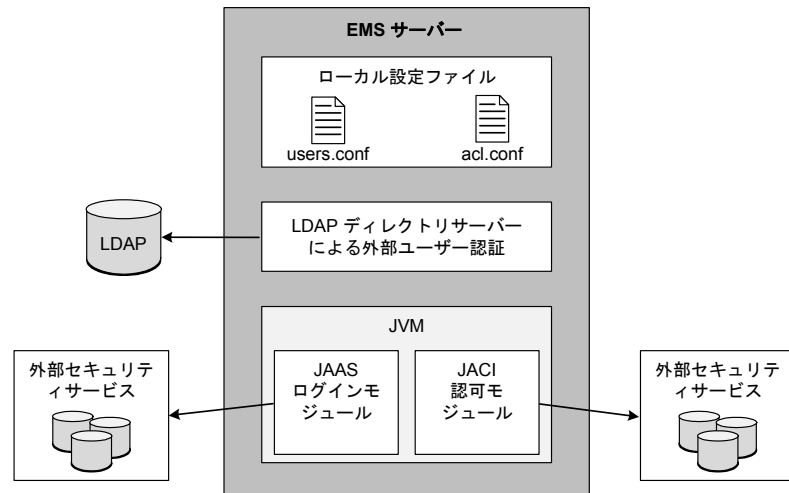 EMS サーバー
ローカル設定ファイル
users.conf
acl.conf
LDAP
LDAP ディレクトリサーバー
による外部ユーザー認証
JVM
外部セキュリテ
ィサービス
JAAS
ログインモ
ジュール
JACI
認可モ
ジュール
外部セキュリテ
ィサービス